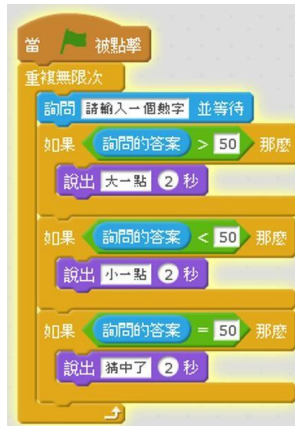 當 被點擊
重複無限次
詢問 請輸入一個數字 並等待
如果 詢問的答案 > 50 那麼
說出 大一點 2 秒
如果 詢問的答案 < 50 那麼
說出 小一點 2 秒
如果 詢問的答案 = 50 那麼
說出 猜中了 2 秒